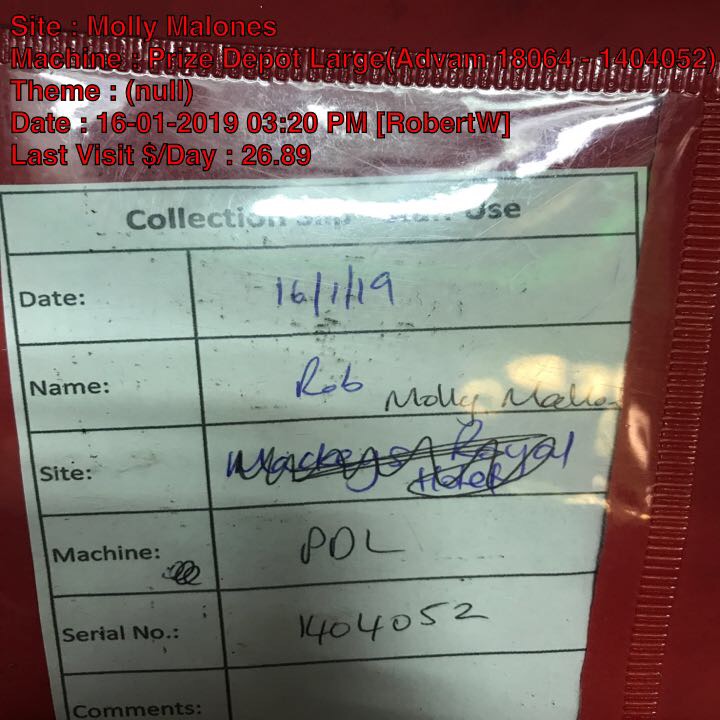 Site : Molly Malones
Machine : Prize Depot Large(Advam 18064 - 1404052)
Theme : (null)
Date : 16-01-2019 03:20 PM [RobertW]
Last Visit $/Day : 26.89
Collection Use
Date: 16/1/19
Name: Rob
Molly
Site: Royal
Hotel
Machine: PDL
Serial No.: 1404052
Comments: